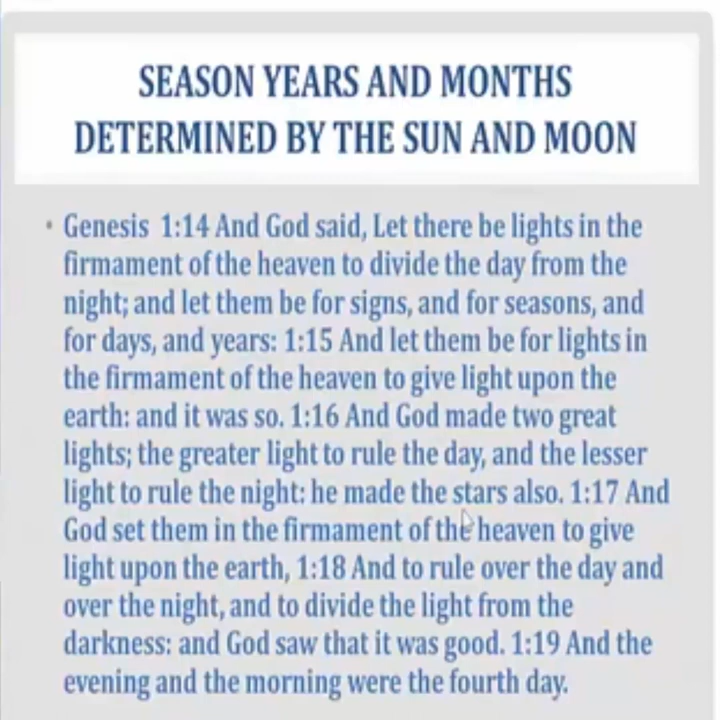 SEASON YEARS AND MONTHS
DETERMINED BY THE SUN AND MOON
• Genesis 1:14 And God said, Let there be lights in the
firmament of the heaven to divide the day from the
night; and let them be for signs, and for seasons, and
for days, and years: 1:15 And let them be for lights in
the firmament of the heaven to give light upon the
earth: and it was so. 1:16 And God made two great
lights; the greater light to rule the day, and the lesser
light to rule the night: he made the stars also. 1:17 And
God set them in the firmament of the heaven to give
light upon the earth, 1:18 And to rule over the day and
over the night, and to divide the light from the
darkness: and God saw that it was good. 1:19 And the
evening and the morning were the fourth day.